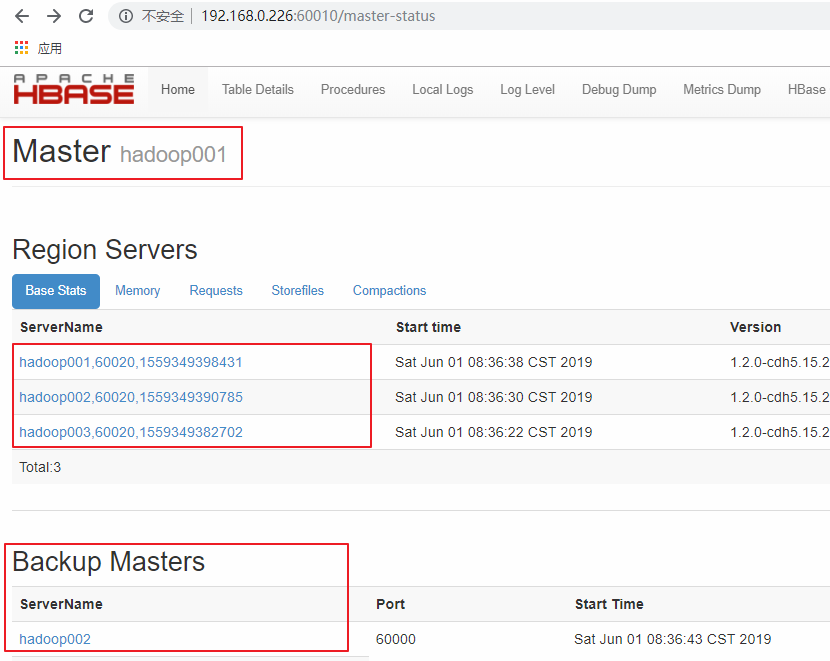 不安全 192.168.0.226:60010/master-status
应用
APACHE
HBASE
Home Table Details Procedures Local Logs Log Level Debug Dump Metrics Dump HBase
Master hadoop001
Region Servers
Base Stats Memory Requests Storefiles Compactions
ServerName Start time Version
hadoop001,60020,1559349398431 Sat Jun 01 08:36:38 CST 2019 1.2.0-cdh5.15.2
hadoop002,60020,1559349390785 Sat Jun 01 08:36:30 CST 2019 1.2.0-cdh5.15.2
hadoop003,60020,1559349382702 Sat Jun 01 08:36:22 CST 2019 1.2.0-cdh5.15.2
Total:3
Backup Masters
ServerName Port Start Time
hadoop002 60000 Sat Jun 01 08:36:43 CST 2019